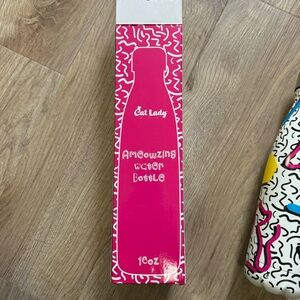 Cat Lady
Ameowzing
Water
Bottle
16oz